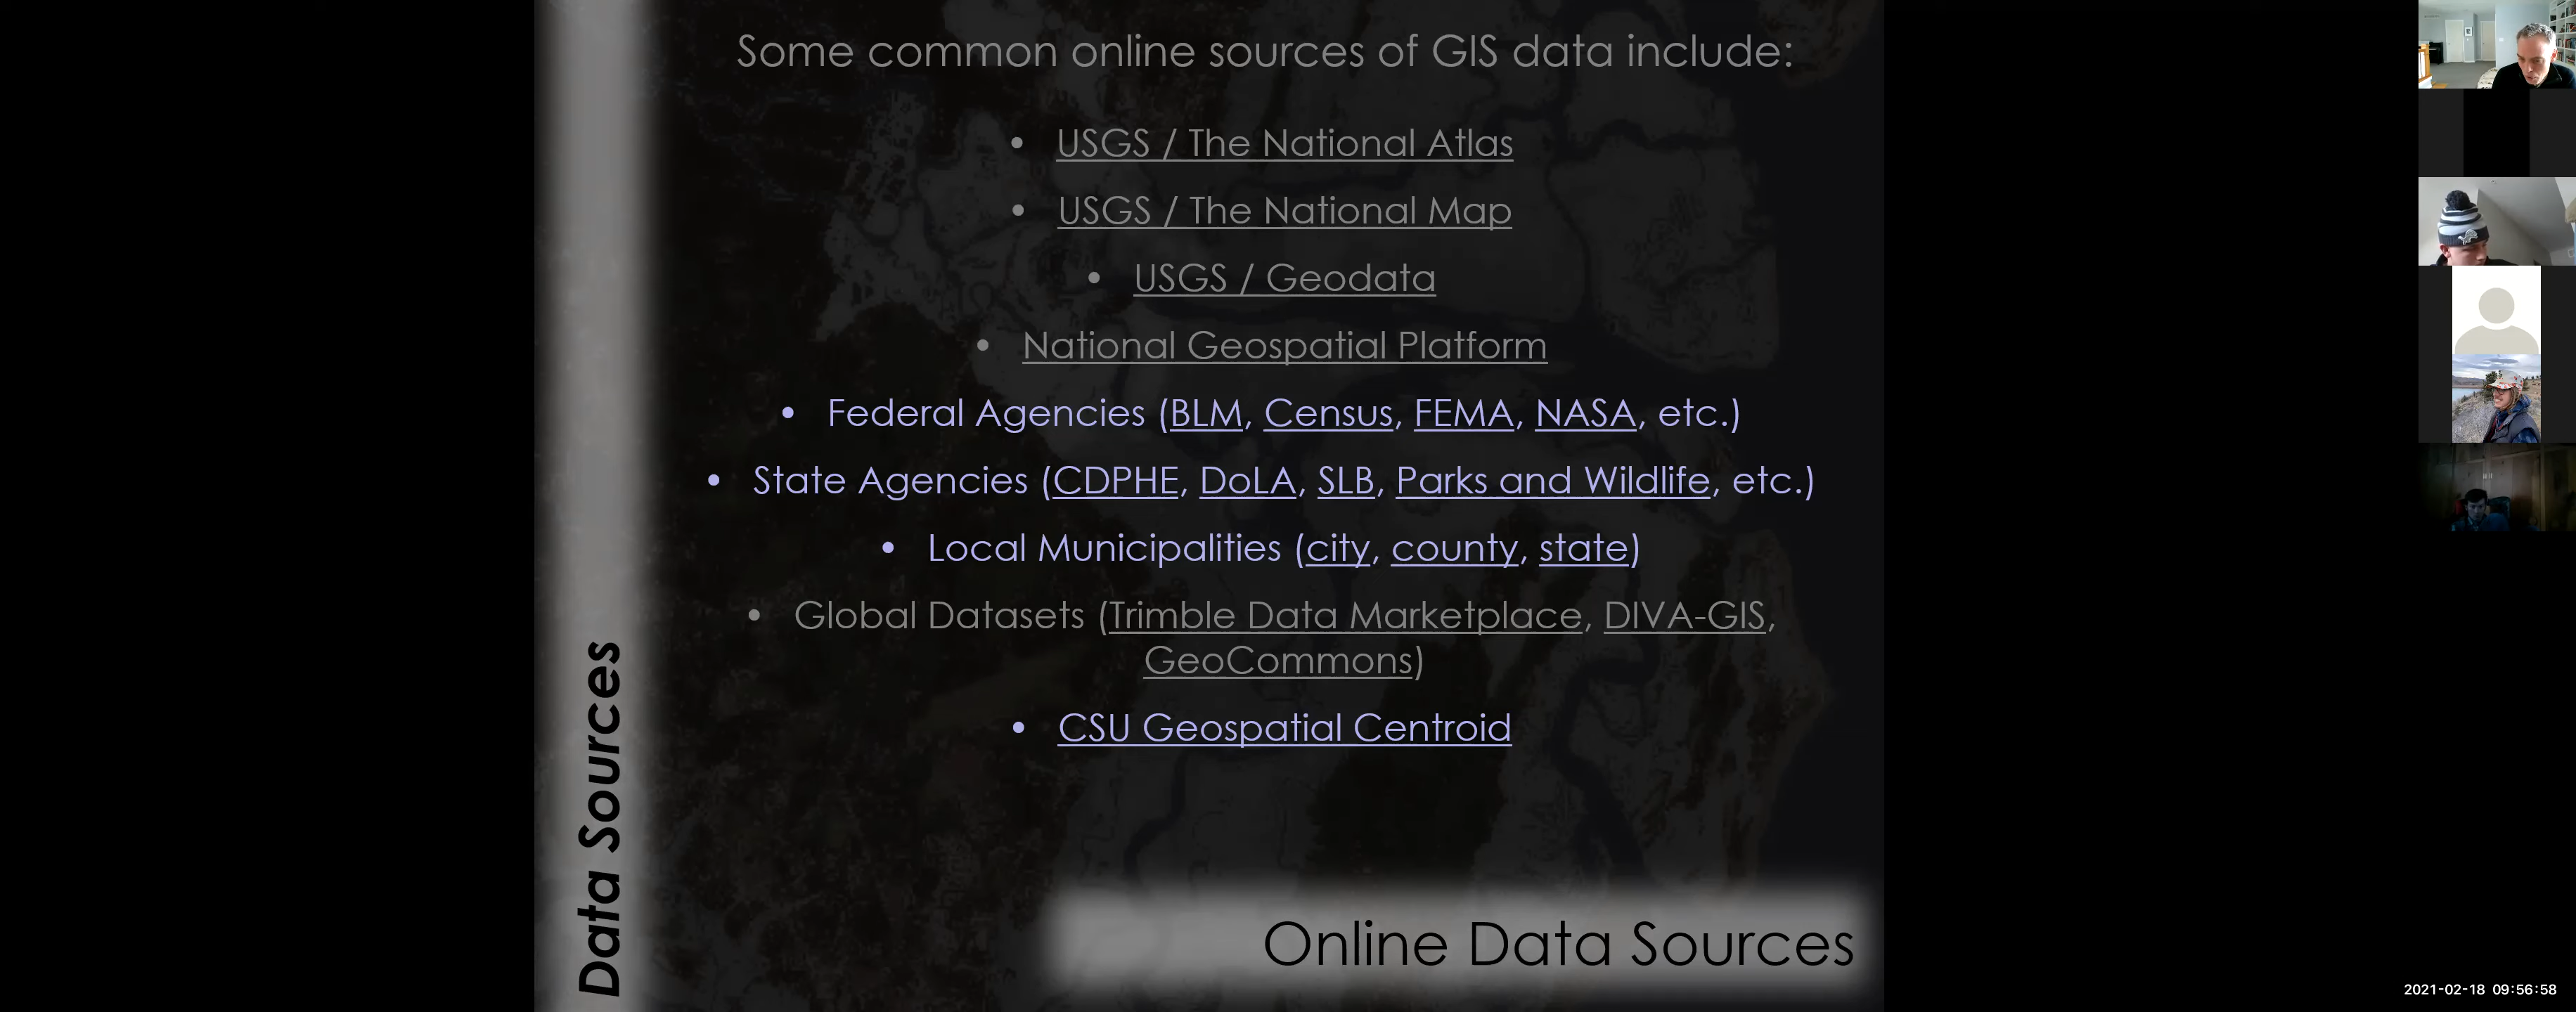 Some common online sources of GIS data include:
• USGS / The National Atlas
• USGS / The National Map
• USGS / Geodata
• National Geospatial Platform
• Federal Agencies (BLM, Census, FEMA, NASA, etc.)
• State Agencies (CDPHE, DoLA, SLB, Parks and Wildlife, etc.)
• Local Municipalities (city, county, state)
• Global Datasets (Trimble Data Marketplace, DIVA-GIS,
GeoCommons)
• CSU Geospatial Centroid
Data Sources
Online Data Sources
2021-02-18 09:56:58